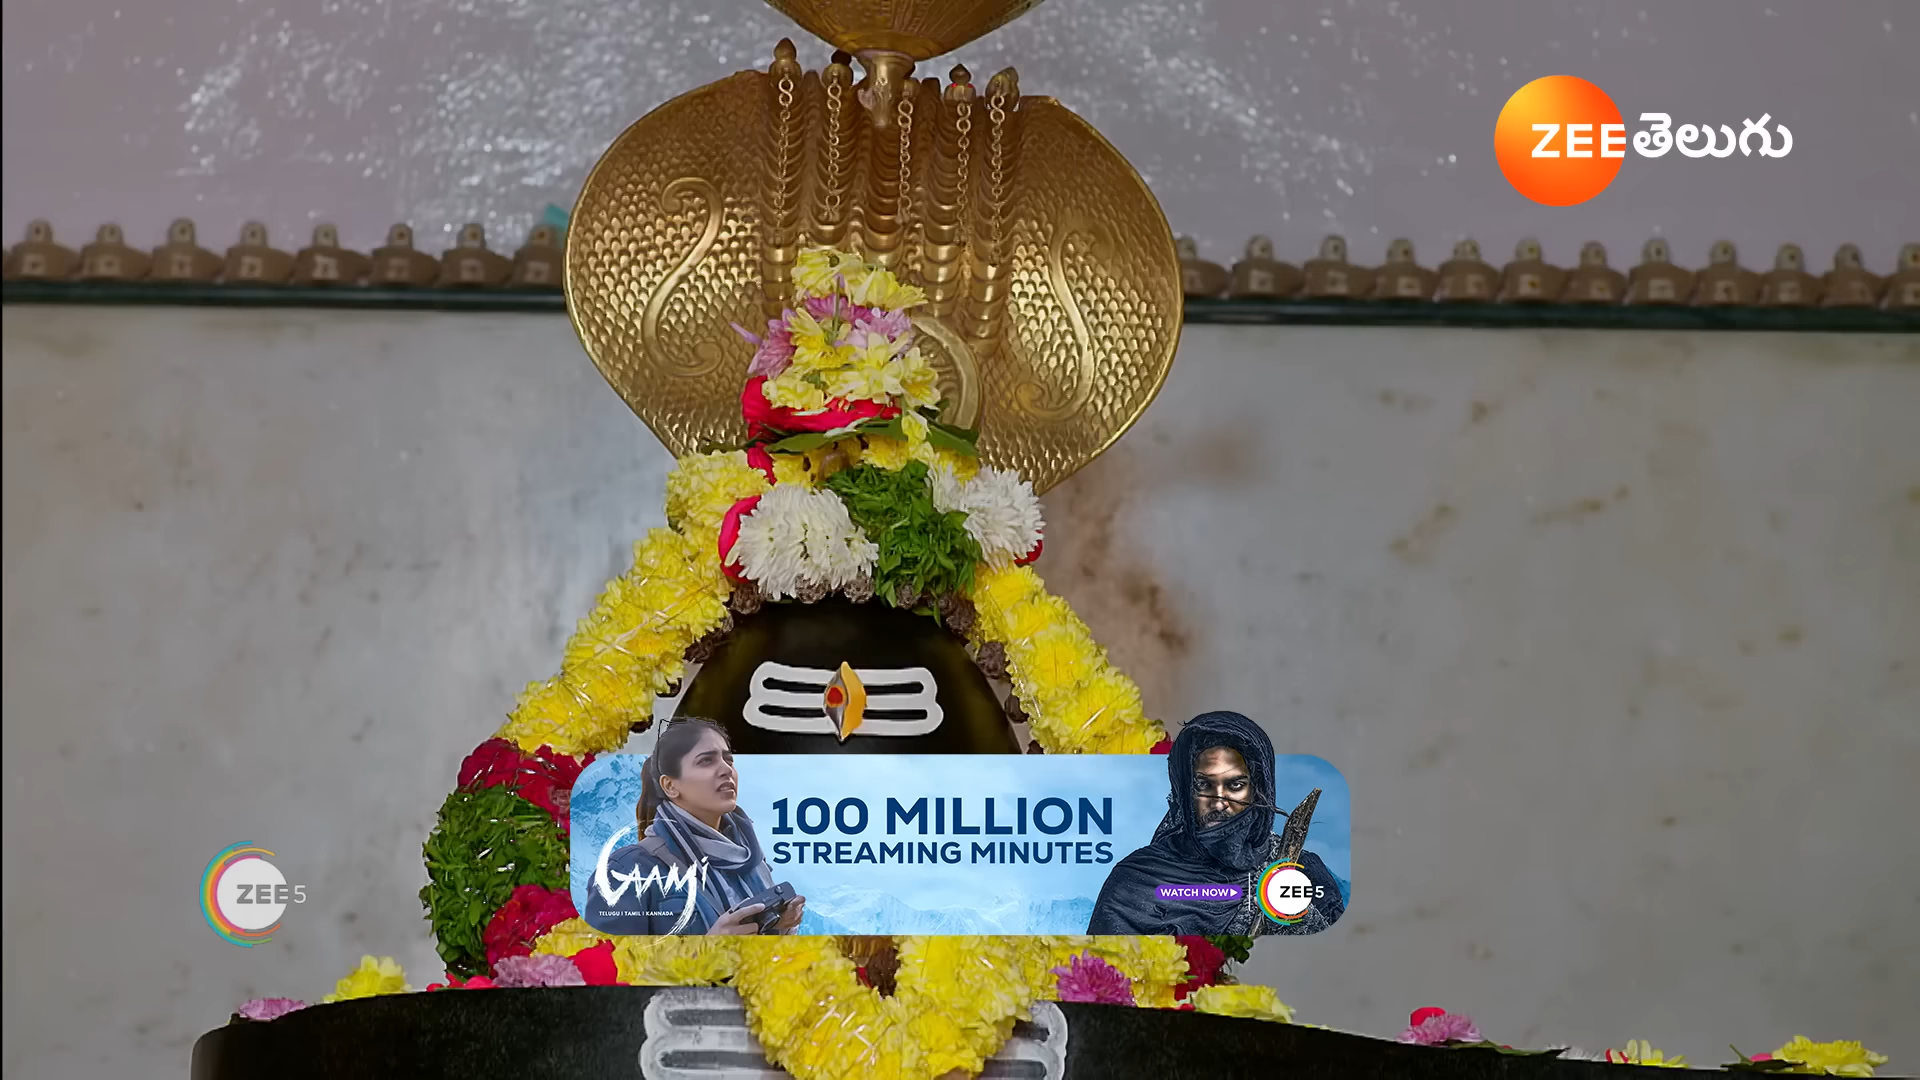 ZEE తెలుగు
100 MILLION
STREAMING MINUTES
GAAMI
TELUGU | TAMIL | KANNADA
WATCH NOW
ZEE5
ZEE5